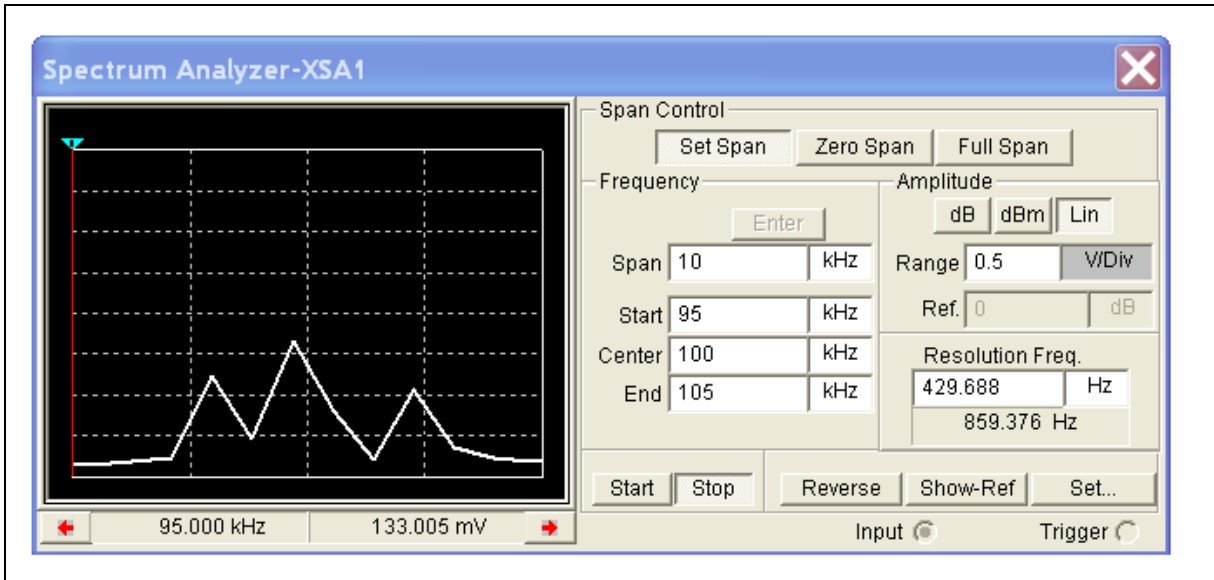 Spectrum Analyzer-XSA1
Span Control
Set Span Zero Span Full Span
Frequency
Enter
Span 10 kHz
Start 95 kHz
Center 100 kHz
End 105 kHz
Amplitude
dB dBm Lin
Range 0.5 V/Div
Ref. 0 dB
Resolution Freq.
429.688 Hz
859.376 Hz
Start Stop Reverse Show-Ref Set...
95.000 kHz 133.005 mV
Input Trigger